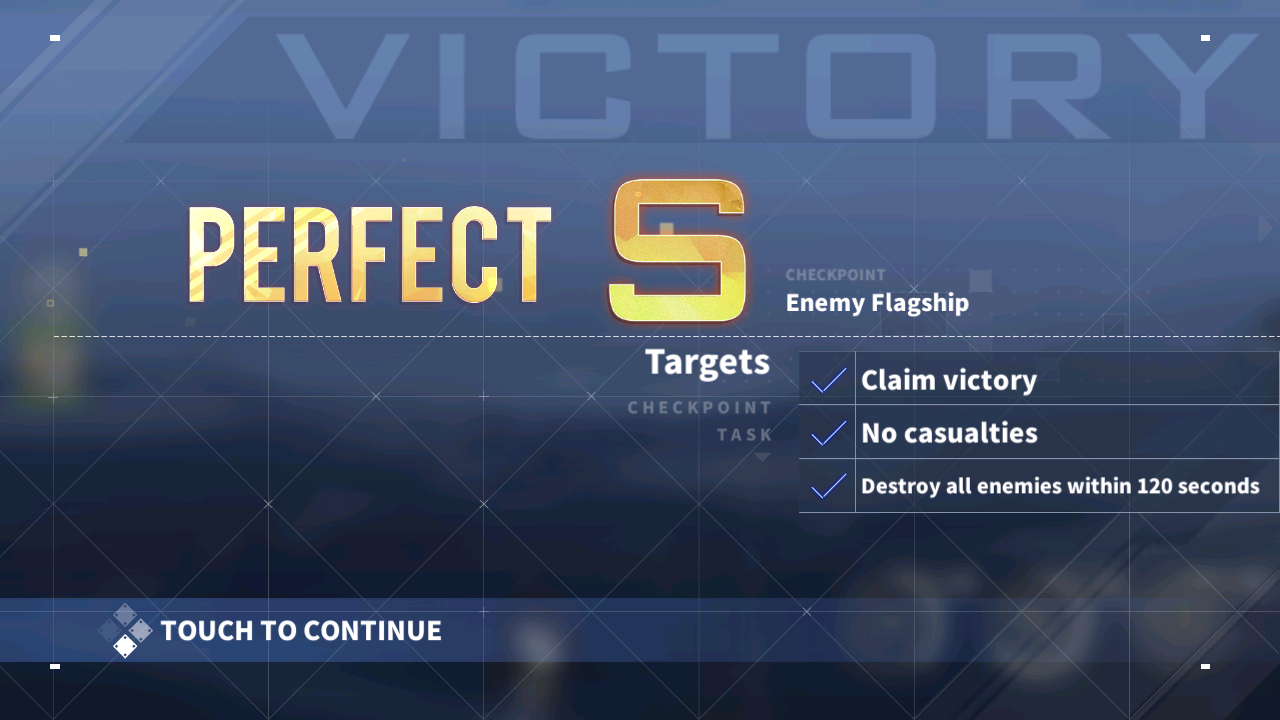 VICTORY
PERFECT S
CHECKPOINT
Enemy Flagship
Targets
CHECKPOINT
TASK
Claim victory
No casualties
Destroy all enemies within 120 seconds
TOUCH TO CONTINUE